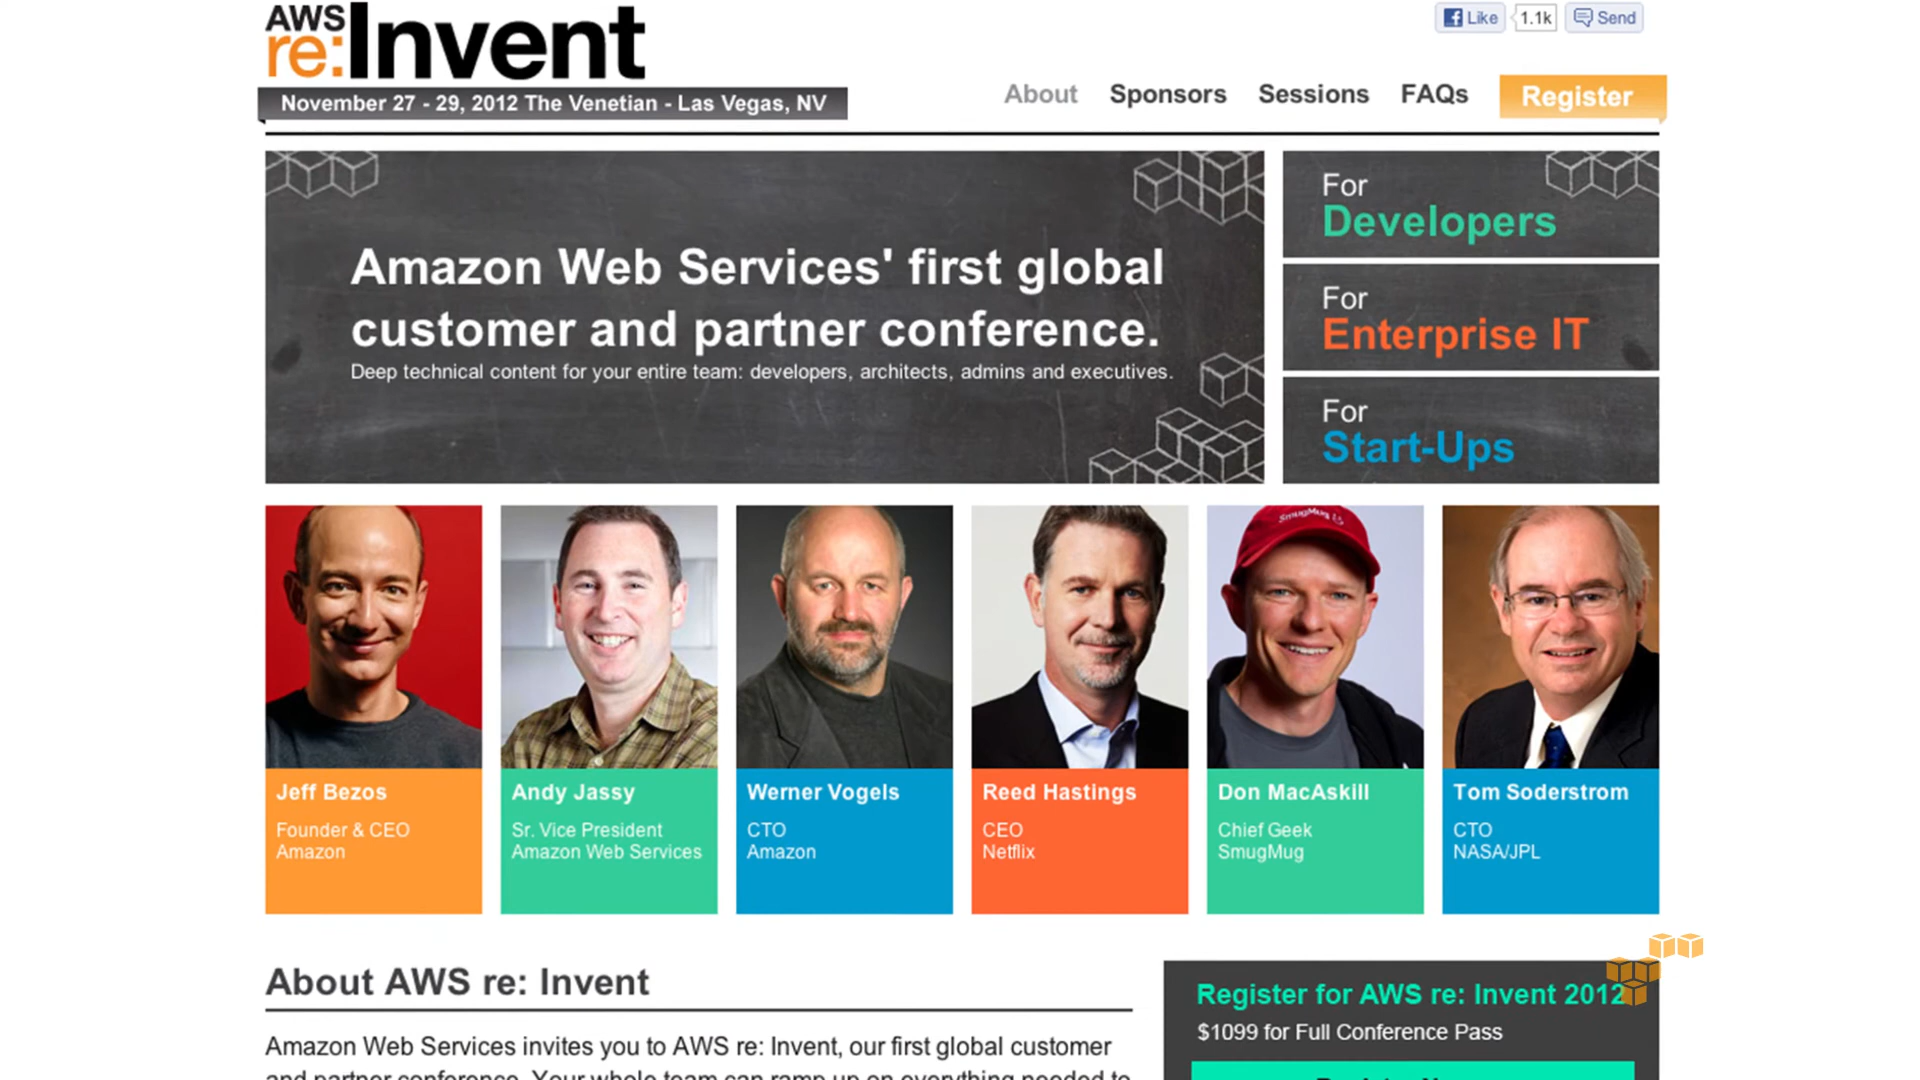 AWS
re:Invent
November 27 - 29, 2012 The Venetian - Las Vegas, NV
Like
1.1k
Send
About
Sponsors
Sessions
FAQs
Register
Amazon Web Services' first global
customer and partner conference.
Deep technical content for your entire team: developers, architects, admins and executives.
For
Developers
For
Enterprise IT
For
Start-Ups
SmugMug
Jeff Bezos
Founder & CEO
Amazon
Andy Jassy
Sr. Vice President
Amazon Web Services
Werner Vogels
CTO
Amazon
Reed Hastings
CEO
Netflix
Don MacAskill
Chief Geek
SmugMug
Tom Soderstrom
CTO
NASA/JPL
About AWS re: Invent
Amazon Web Services invites you to AWS re: Invent, our first global customer
and partner conference. Your whole team can ramp up on everything needed to
Register for AWS re: Invent 2012
$1099 for Full Conference Pass